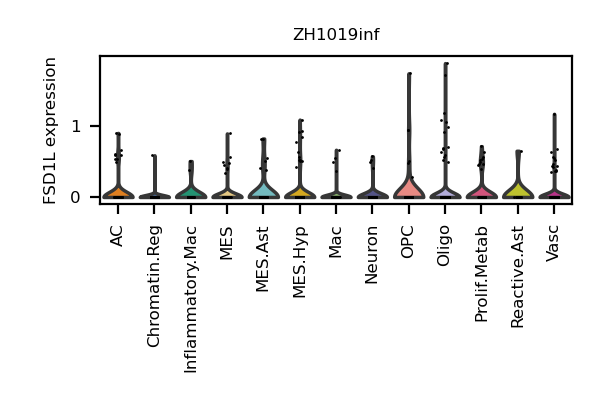 ZH1019inf
FSD1L expression
1
0
AC
Chromatin.Reg
Inflammatory.Mac
MES
MES.Ast
MES.Hyp
Mac
Neuron
OPC
Oligo
Prolif.Metab
Reactive.Ast
Vasc